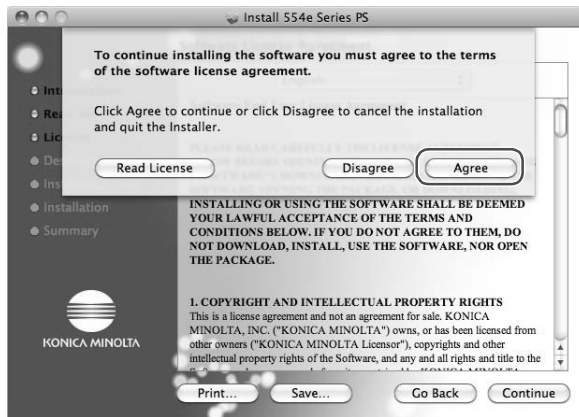 Install 554e Series PS
To continue installing the software you must agree to the terms
of the software license agreement.
Click Agree to continue or click Disagree to cancel the installation
and quit the Installer.
Read License
Disagree
Agree
Installation
Summary
INSTALLING OR USING THE SOFTWARE SHALL BE DEEMED
YOUR LAWFUL ACCEPTANCE OF THE TERMS AND
CONDITIONS BELOW. IF YOU DO NOT AGREE TO THEM, DO
NOT DOWNLOAD, INSTALL, USE THE SOFTWARE, NOR OPEN
THE PACKAGE.
1. COPYRIGHT AND INTELLECTUAL PROPERTY RIGHTS
This is a license agreement and not an agreement for sale. KONICA
MINOLTA, INC. ("KONICA MINOLTA") owns, or has been licensed from
other owners ("KONICA MINOLTA Licensor"), copyrights and other
intellectual property rights of the Software, and any and all rights and title to the
KONICA MINOLTA
Print...
Save...
Go Back
Continue